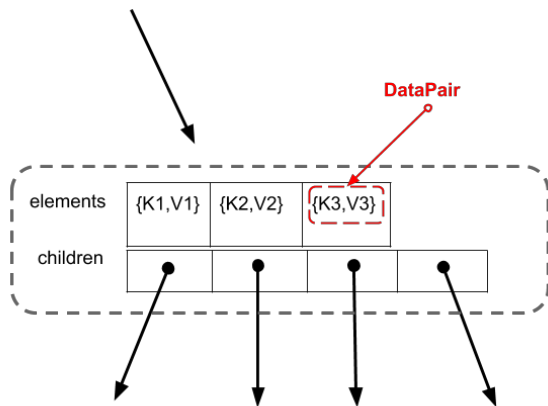 DataPair
elements {K1,V1} {K2,V2} {K3,V3}
children